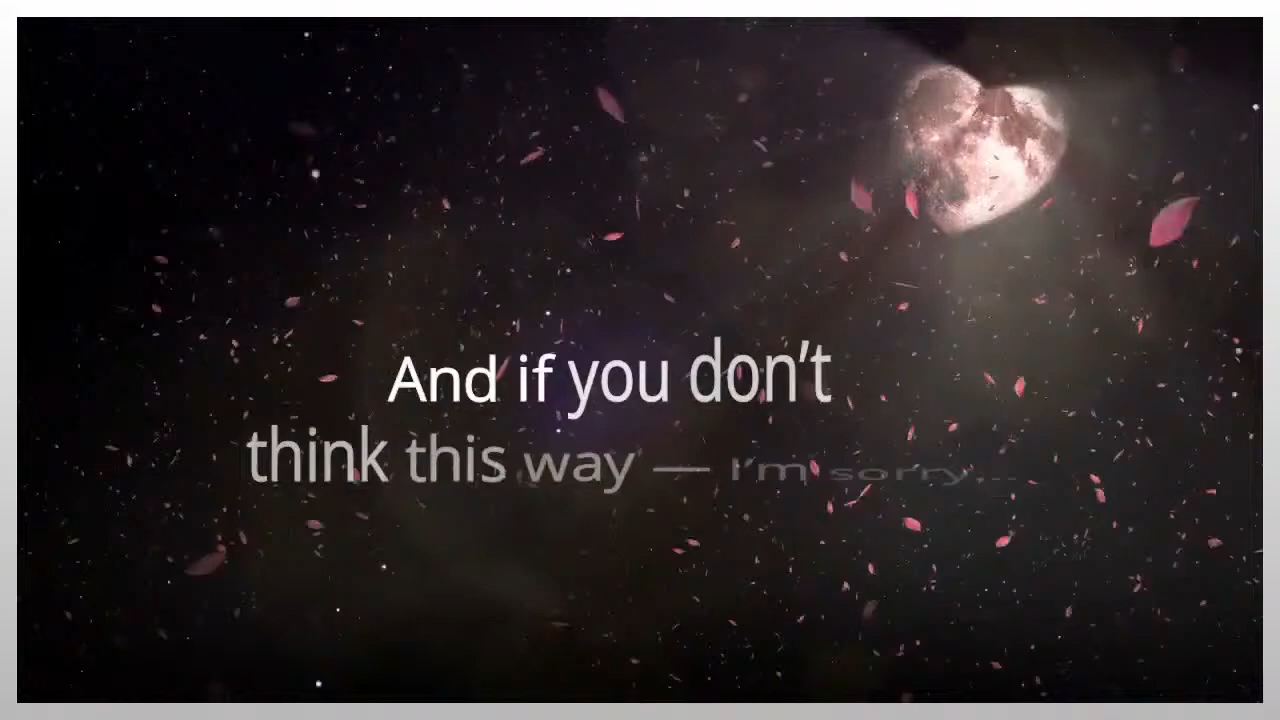 And if you don’t
think this way — I’m sorry...